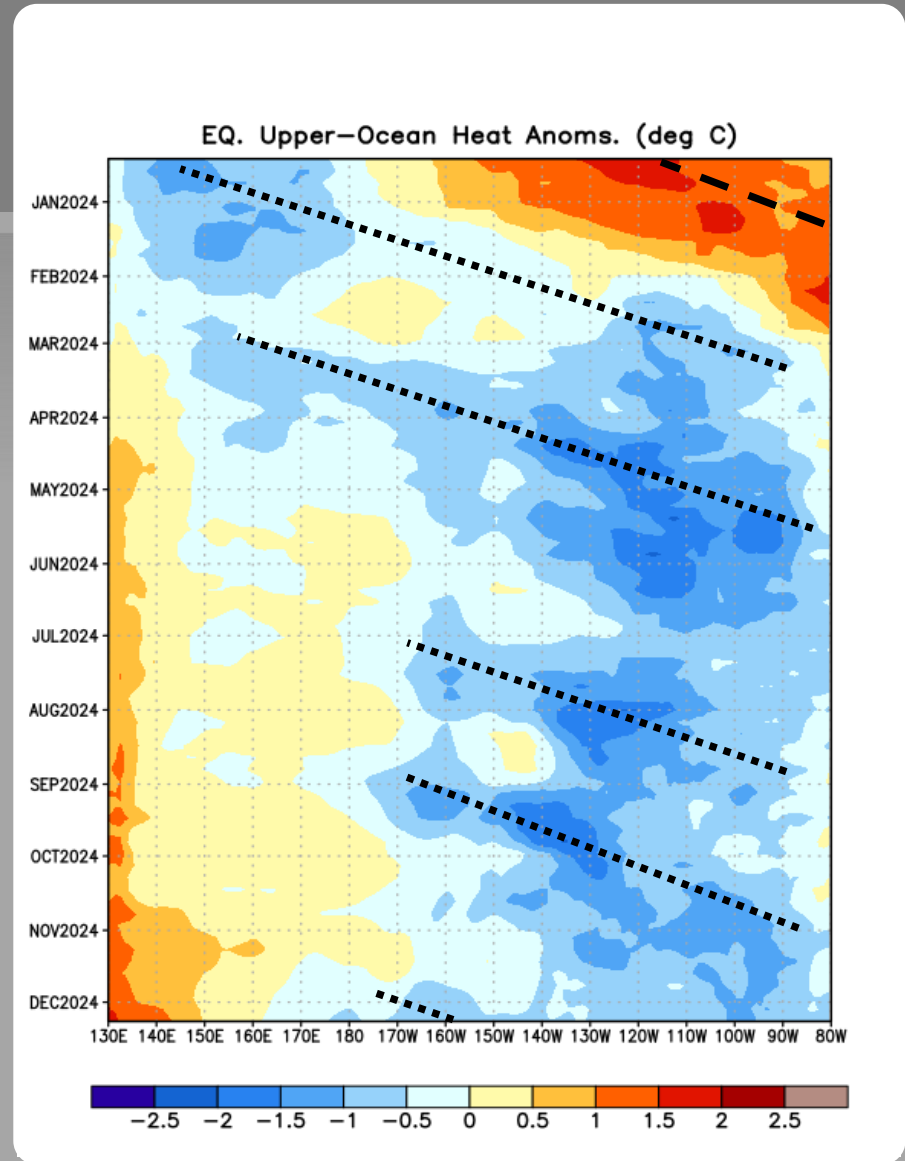 EQ. Upper-Ocean Heat Anoms. (deg C)
JAN2024
FEB2024
MAR2024
APR2024
MAY2024
JUN2024
JUL2024
AUG2024
SEP2024
OCT2024
NOV2024
DEC2024
130E 140E 150E 160E 170E 180 170W 160W 150W 140W 130W 120W 110W 100W 90W 80W
-2.5 -2 -1.5 -1 -0.5 0 0.5 1 1.5 2 2.5